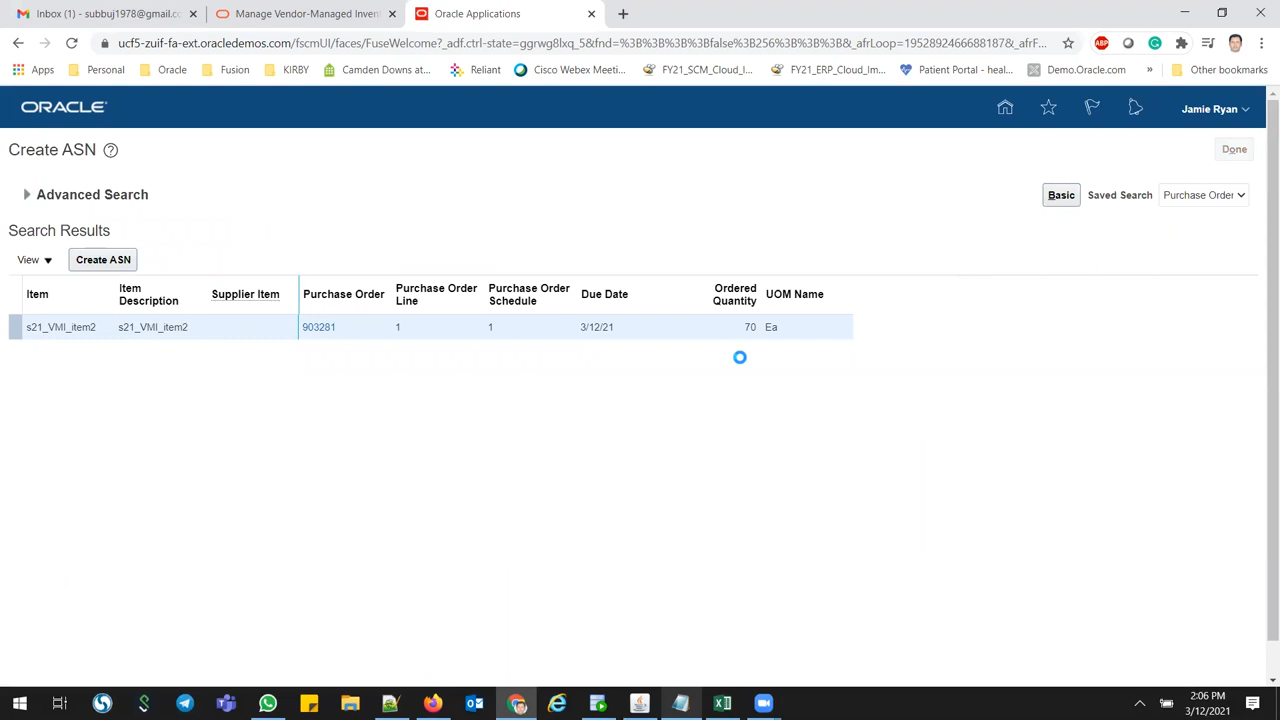 Inbox (1) - subbuj1978@gmail.co
Manage Vendor-Managed Inven
Oracle Applications
ucf5-zuif-fa-ext.oracledemos.com/fscmUI/faces/FuseWelcome?_adf.ctrl-state=ggrwg8lxq_5&fnd=%3B%3B%3B%3Bfalse%3B256%3B%3B%3B&_afrLoop=1952892466688187&_afrF...
Apps
Personal
Oracle
Fusion
KIRBY
Camden Downs at...
Reliant
Cisco Webex Meeti...
FY21_SCM_Cloud_I...
FY21_ERP_Cloud_Im...
Patient Portal - heal...
Demo.Oracle.com
»
Other bookmarks
ABP
ORACLE
Jamie Ryan
Create ASN ?
Done
Advanced Search
Basic
Saved Search
Purchase Order
Search Results
View
Create ASN
Item
Item Description
Supplier Item
Purchase Order
Purchase Order Line
Purchase Order Schedule
Due Date
Ordered Quantity
UOM Name
s21_VMI_item2
s21_VMI_item2
903281
1
1
3/12/21
70
Ea
2:06 PM
3/12/2021